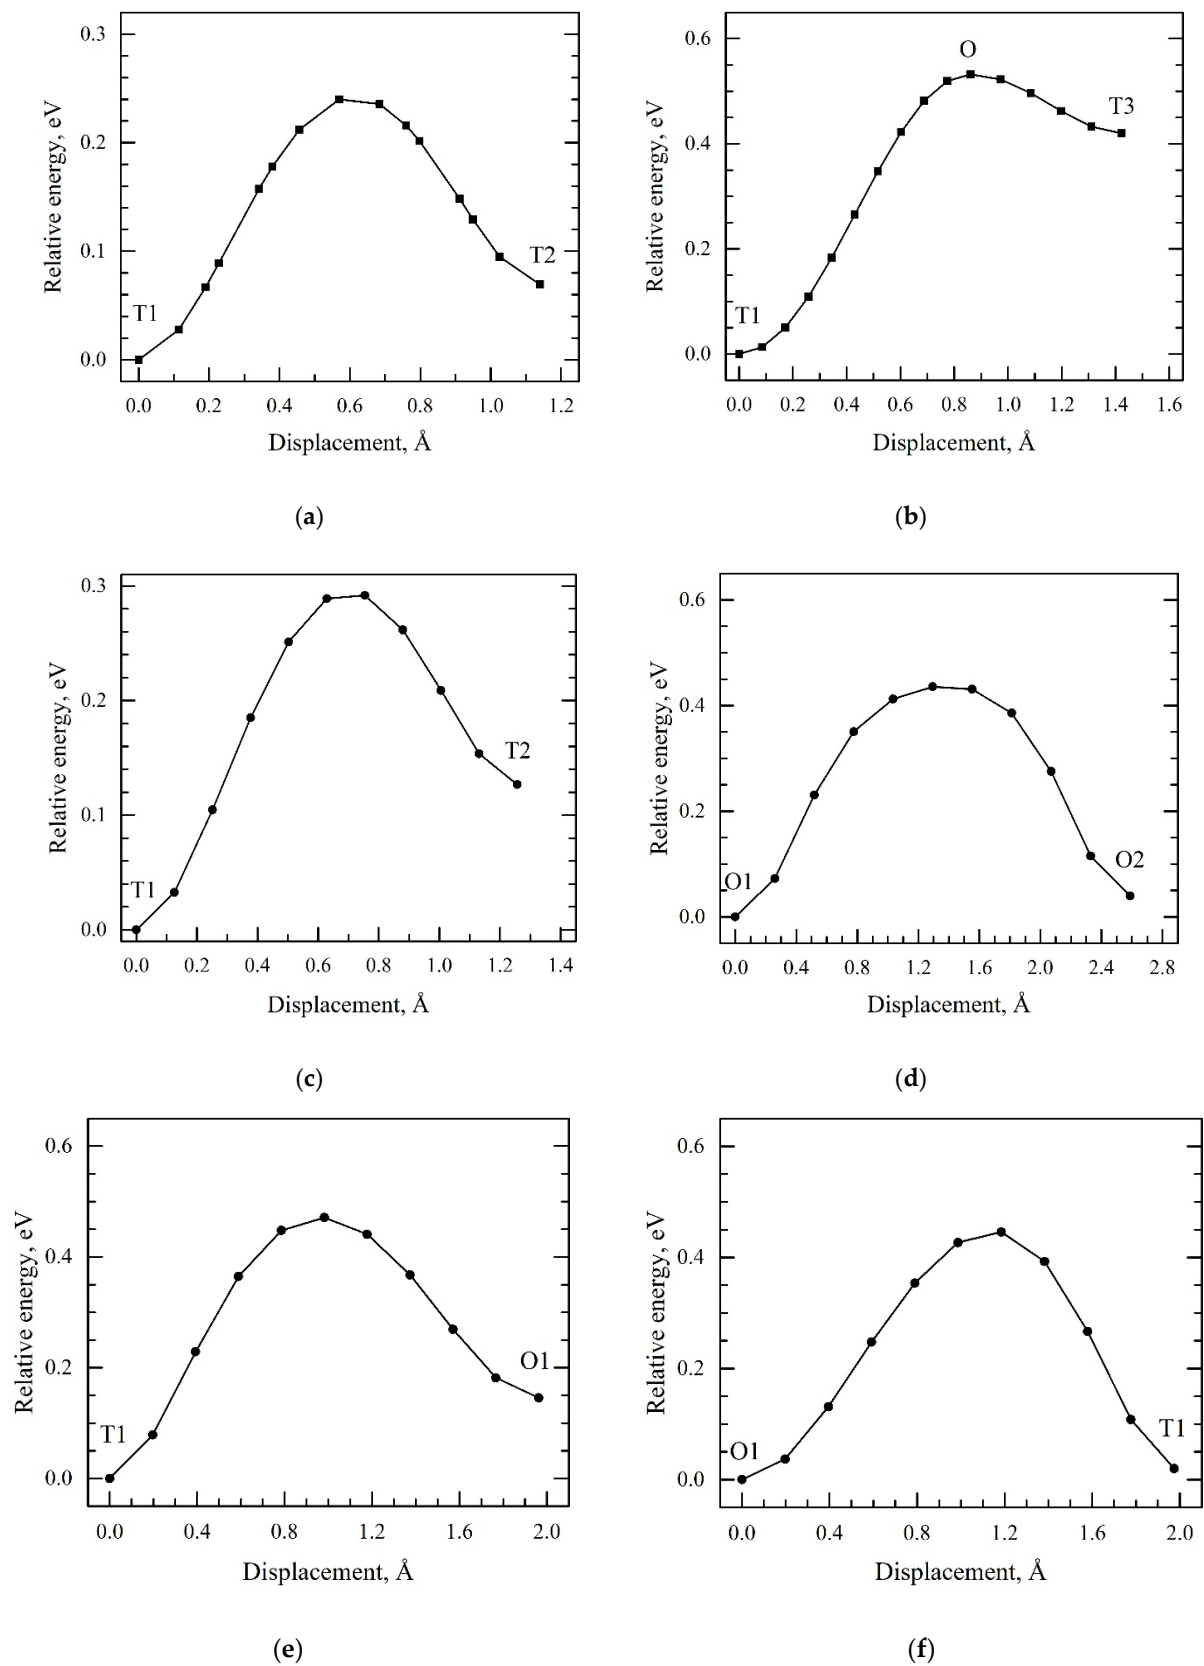 0.3
0.2
0.1
0.0
Relative energy, eV
T1
T2
0.0 0.2 0.4 0.6 0.8 1.0 1.2
Displacement, Å
(a)
0.6
0.4
0.2
0.0
Relative energy, eV
O
T3
T1
0.0 0.2 0.4 0.6 0.8 1.0 1.2 1.4 1.6
Displacement, Å
(b)
0.3
0.2
0.1
0.0
Relative energy, eV
T2
T1
0.0 0.2 0.4 0.6 0.8 1.0 1.2 1.4
Displacement, Å
(c)
0.6
0.4
0.2
0.0
Relative energy, eV
O1
O2
0.0 0.4 0.8 1.2 1.6 2.0 2.4 2.8
Displacement, Å
(d)
0.6
0.4
0.2
0.0
Relative energy, eV
O1
T1
0.0 0.4 0.8 1.2 1.6 2.0
Displacement, Å
(e)
0.6
0.4
0.2
0.0
Relative energy, eV
T1
O1
0.0 0.4 0.8 1.2 1.6 2.0
Displacement, Å
(f)